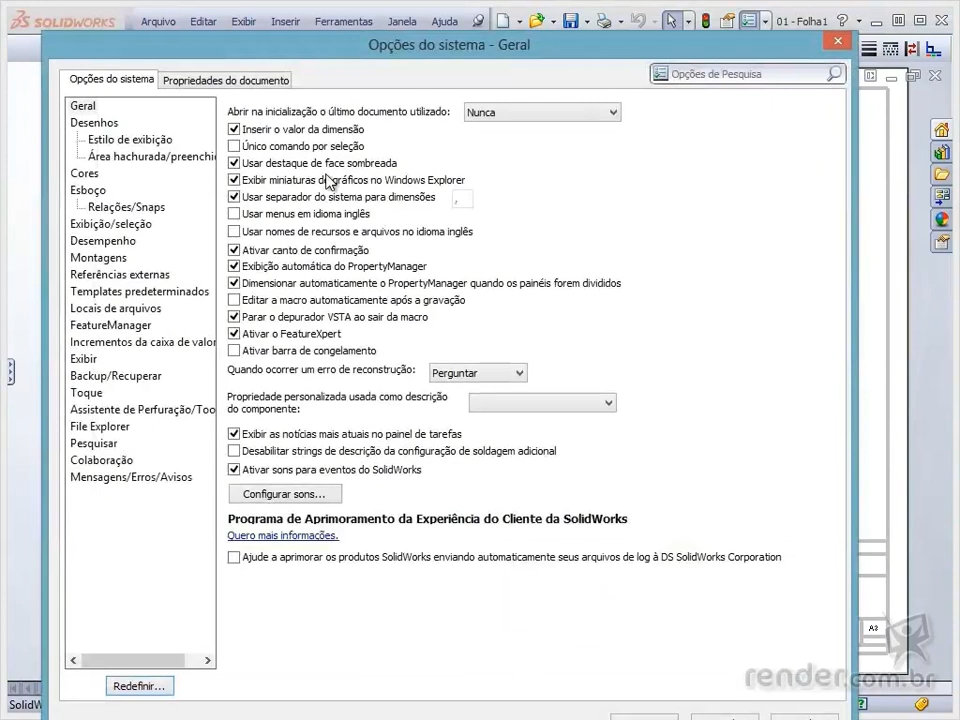 SOLIDWORKS Arquivo Editar Exibir Inserir Ferramentas Janela Ajuda 01 - Folha1 ?
Opções do sistema - Geral
Opções do sistema Propriedades do documento Opções de Pesquisa
Geral
Desenhos
Estilo de exibição
Área hachurada/preenchi
Cores
Esboço
Relações/Snaps
Exibição/seleção
Desempenho
Montagens
Referências externas
Templates predeterminados
Locais de arquivos
FeatureManager
Incrementos da caixa de valor
Exibir
Backup/Recuperar
Toque
Assistente de Perfuração/Too
File Explorer
Pesquisar
Colaboração
Mensagens/Erros/Avisos
Redefinir...
Abrir na inicialização o último documento utilizado: Nunca
Inserir o valor da dimensão
Único comando por seleção
Usar destaque de face sombreada
Exibir miniaturas de gráficos no Windows Explorer
Usar separador do sistema para dimensões ,
Usar menus em idioma inglês
Usar nomes de recursos e arquivos no idioma inglês
Ativar canto de confirmação
Exibição automática do PropertyManager
Dimensionar automaticamente o PropertyManager quando os painéis forem divididos
Editar a macro automaticamente após a gravação
Parar o depurador VSTA ao sair da macro
Ativar o FeatureXpert
Ativar barra de congelamento
Quando ocorrer um erro de reconstrução: Perguntar
Propriedade personalizada usada como descrição
do componente:
Exibir as notícias mais atuais no painel de tarefas
Desabilitar strings de descrição da configuração de soldagem adicional
Ativar sons para eventos do SolidWorks
Configurar sons...
Programa de Aprimoramento da Experiência do Cliente da SolidWorks
Quero mais informações.
Ajude a aprimorar os produtos SolidWorks enviando automaticamente seus arquivos de log à DS SolidWorks Corporation
A3
render.com.br
SolidW